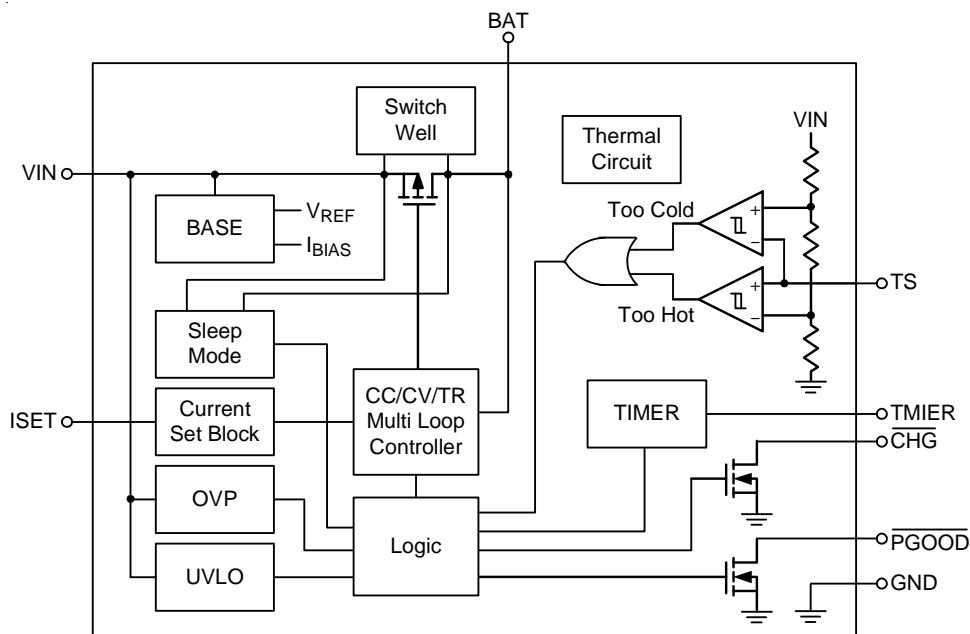 BAT
Switch
Well
Thermal
Circuit
VIN
VIN
BASE
VREF
IBIAS
Too Cold
+
−
TS
Too Hot
+
−
Sleep
Mode
ISET
Current
Set Block
CC/CV/TR
Multi Loop
Controller
TIMER
TMIER
CHG
OVP
Logic
PGOOD
UVLO
GND